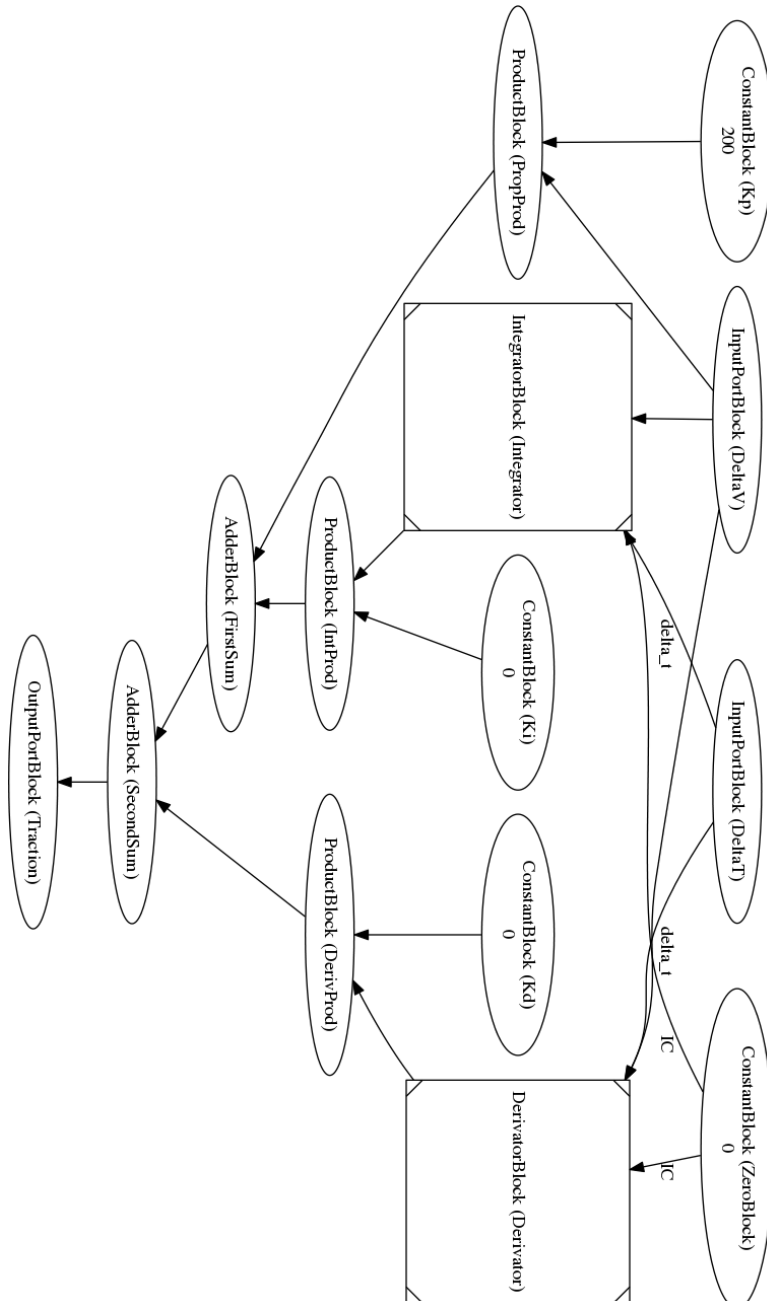 ConstantBlock (Kp)
200
InputPortBlock (DeltaV)
InputPortBlock (DeltaT)
ConstantBlock (ZeroBlock)
0
delta_t
delta_t
IC
IC
ProductBlock (PropProd)
IntegratorBlock (Integrator)
ConstantBlock (Ki)
0
ConstantBlock (Kd)
0
DerivatorBlock (Derivator)
ProductBlock (IntProd)
ProductBlock (DerivProd)
AdderBlock (FirstSum)
AdderBlock (SecondSum)
OutputPortBlock (Traction)